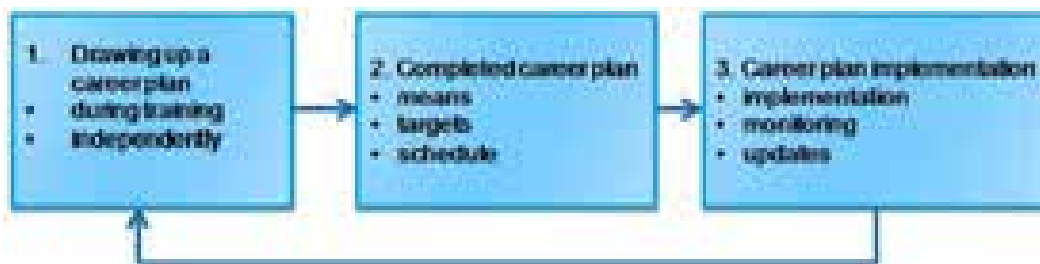 1. Drawing up a
career plan
• during training
• independently
2. Completed career plan
• means
• targets
• schedule
3. Career plan implementation
• implementation
• monitoring
• updates